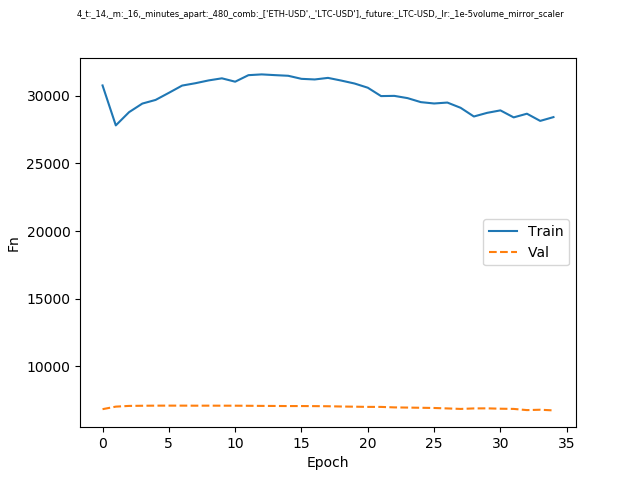 4_t:_14,_m:_16,_minutes_apart:_480_comb:_['ETH-USD',_'LTC-USD'],_future:_LTC-USD,_lr:_1e-5volume_mirror_scaler
30000
25000
20000
15000
10000
Fn
Train
Val
0 5 10 15 20 25 30 35
Epoch